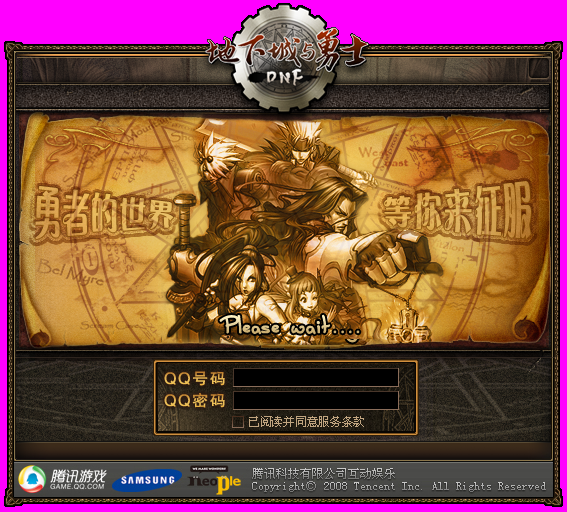 地下城与勇士
DNF
勇者的世界
等你来征服
Please wait....
QQ号码
QQ密码
已阅读并同意服务条款
腾讯游戏
GAME.QQ.COM
SAMSUNG
WE MAKE WONDERS
neople
腾讯科技有限公司互动娱乐
Copyright© 2008 Tencent Inc. All Rights Reserved